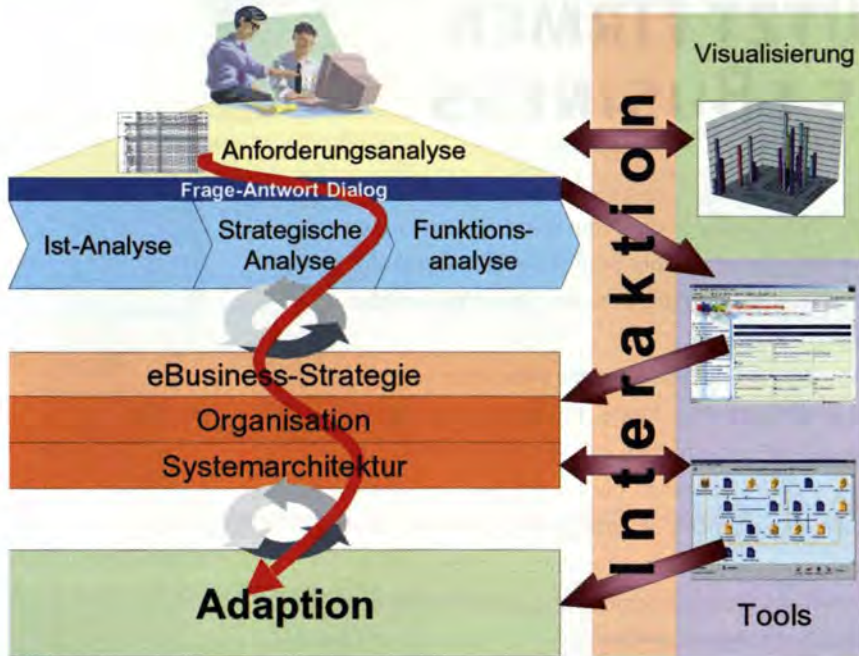 Anforderungsanalyse
Frage-Antwort Dialog
Ist-Analyse
Strategische
Analyse
Funktions-
analyse
eBusiness-Strategie
Organisation
Systemarchitektur
Adaption
Interaktion
Visualisierung
Tools